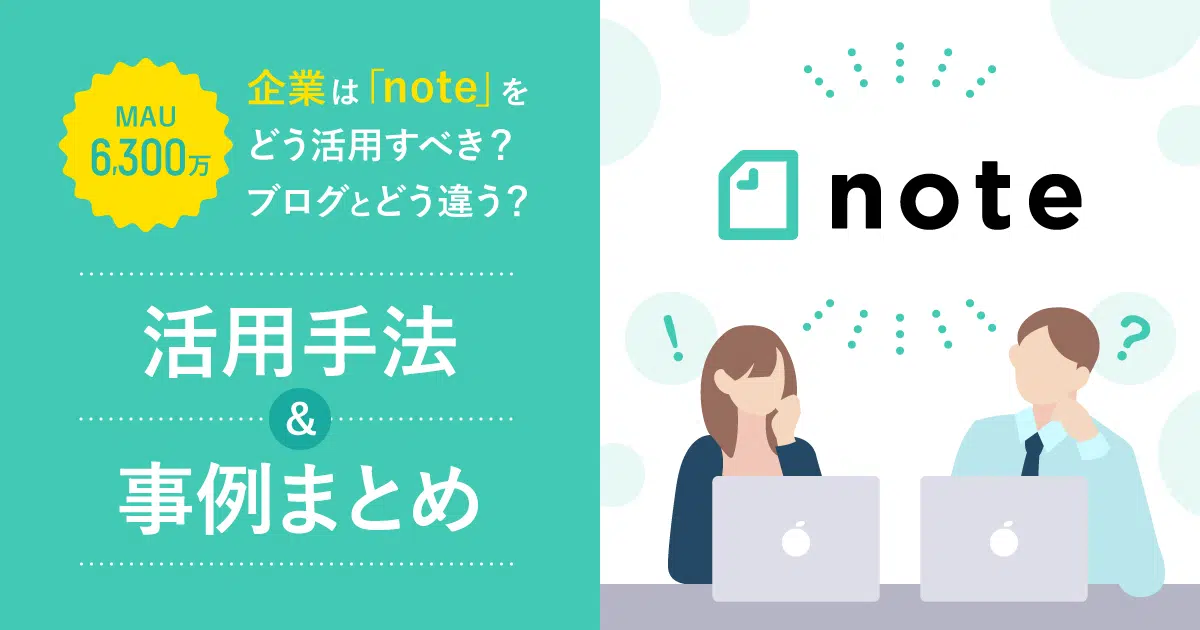 MAU
6,300万
企業は「note」を
どう活用すべき？
ブログとどう違う？
活用手法
&
事例まとめ
note
!
?